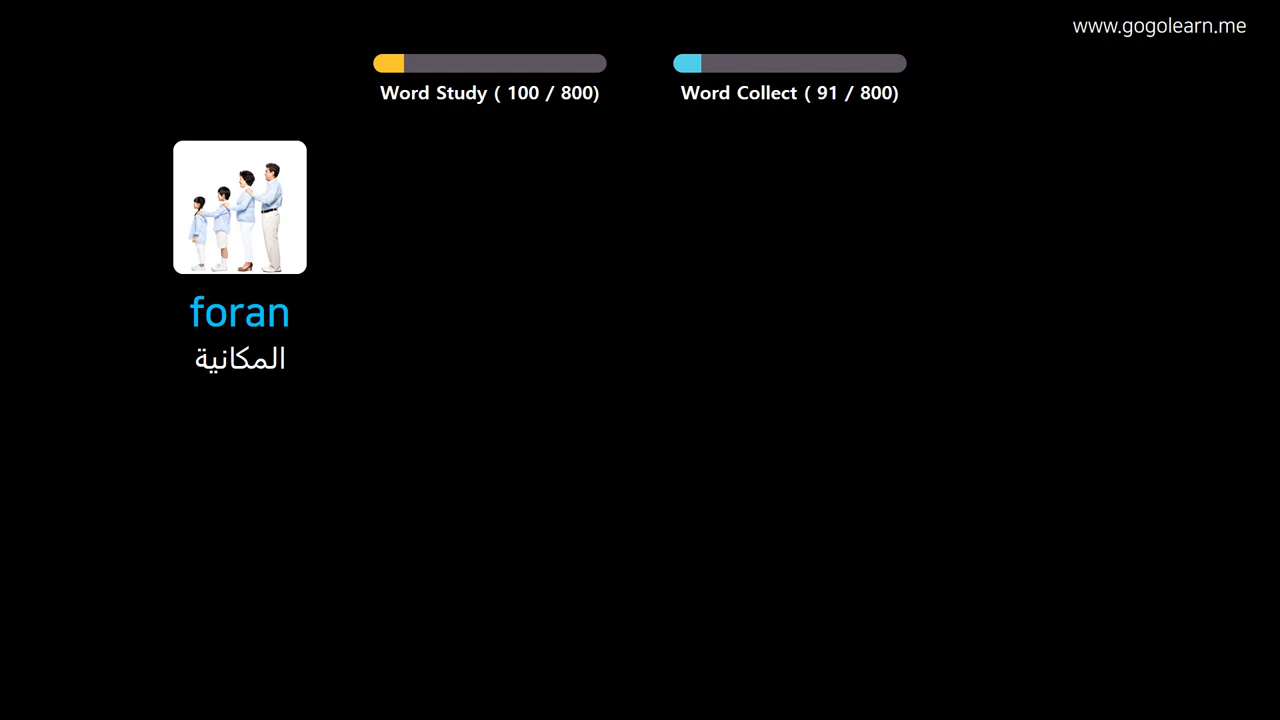 www.gogolearn.me
Word Study ( 100 / 800)
Word Collect ( 91 / 800)
foran
المكانية